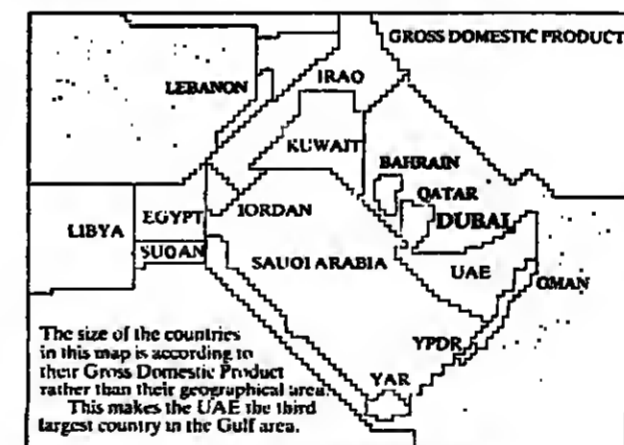 GROSS DOMESTIC PRODUCT
LEBANON
IRAQ
KUWAIT
BAHRAIN
QATAR
DUBAI
EGYPT
JORDAN
LIBYA
SUDAN
SAUDI ARABIA
UAE
OMAN
YPDR
YAR
The size of the countries
in this map is according to
their Gross Domestic Product
rather than their geographical area.
This makes the UAE the third
largest country in the Gulf area.